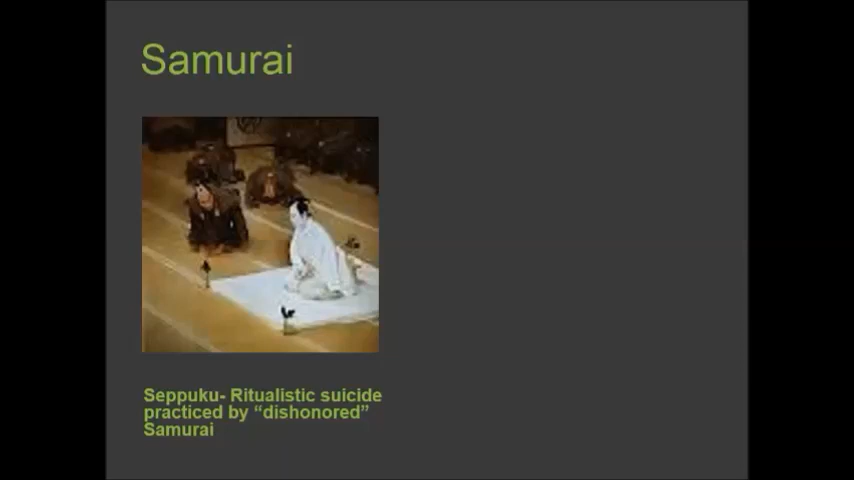 Samurai
Seppuku- Ritualistic suicide
practiced by “dishonored”
Samurai